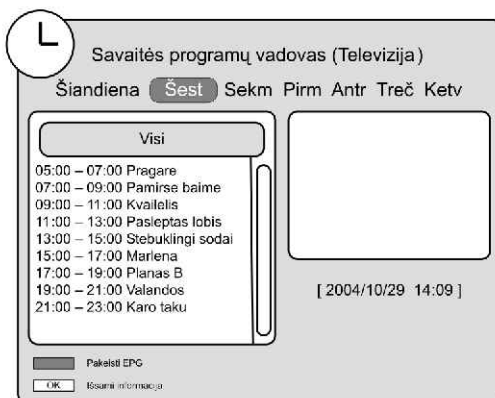 Savaitės programų vadovas (Televizija)
Šiandiena Šest Sekm Pirm Antr Treč Ketv
Visi
05:00 – 07:00 Pragare
07:00 – 09:00 Pamirse baime
09:00 – 11:00 Kvailelis
11:00 – 13:00 Pasleptas lobis
13:00 – 15:00 Stebuklingi sodai
15:00 – 17:00 Marlena
17:00 – 19:00 Planas B
19:00 – 21:00 Valandos
21:00 – 23:00 Karo taku
[ 2004/10/29 14:09 ]
Pakeisti EPG
OK Išsami informacija